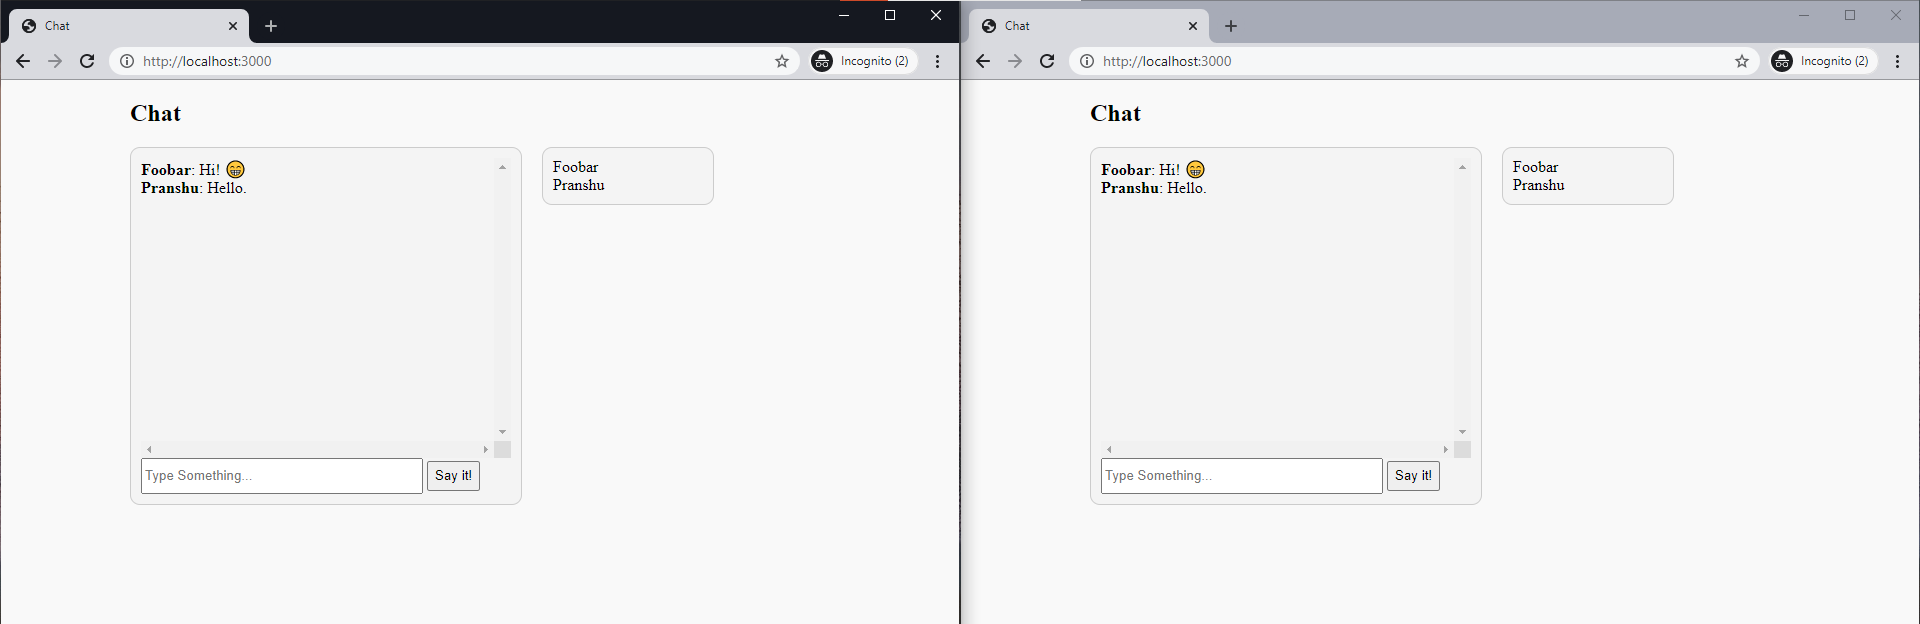 Chat
http://localhost:3000
Incognito (2)
Chat
Foobar: Hi! 😁
Pranshu: Hello.
Foobar
Pranshu
Type Something...
Say it!
Chat
http://localhost:3000
Incognito (2)
Chat
Foobar: Hi! 😁
Pranshu: Hello.
Foobar
Pranshu
Type Something...
Say it!